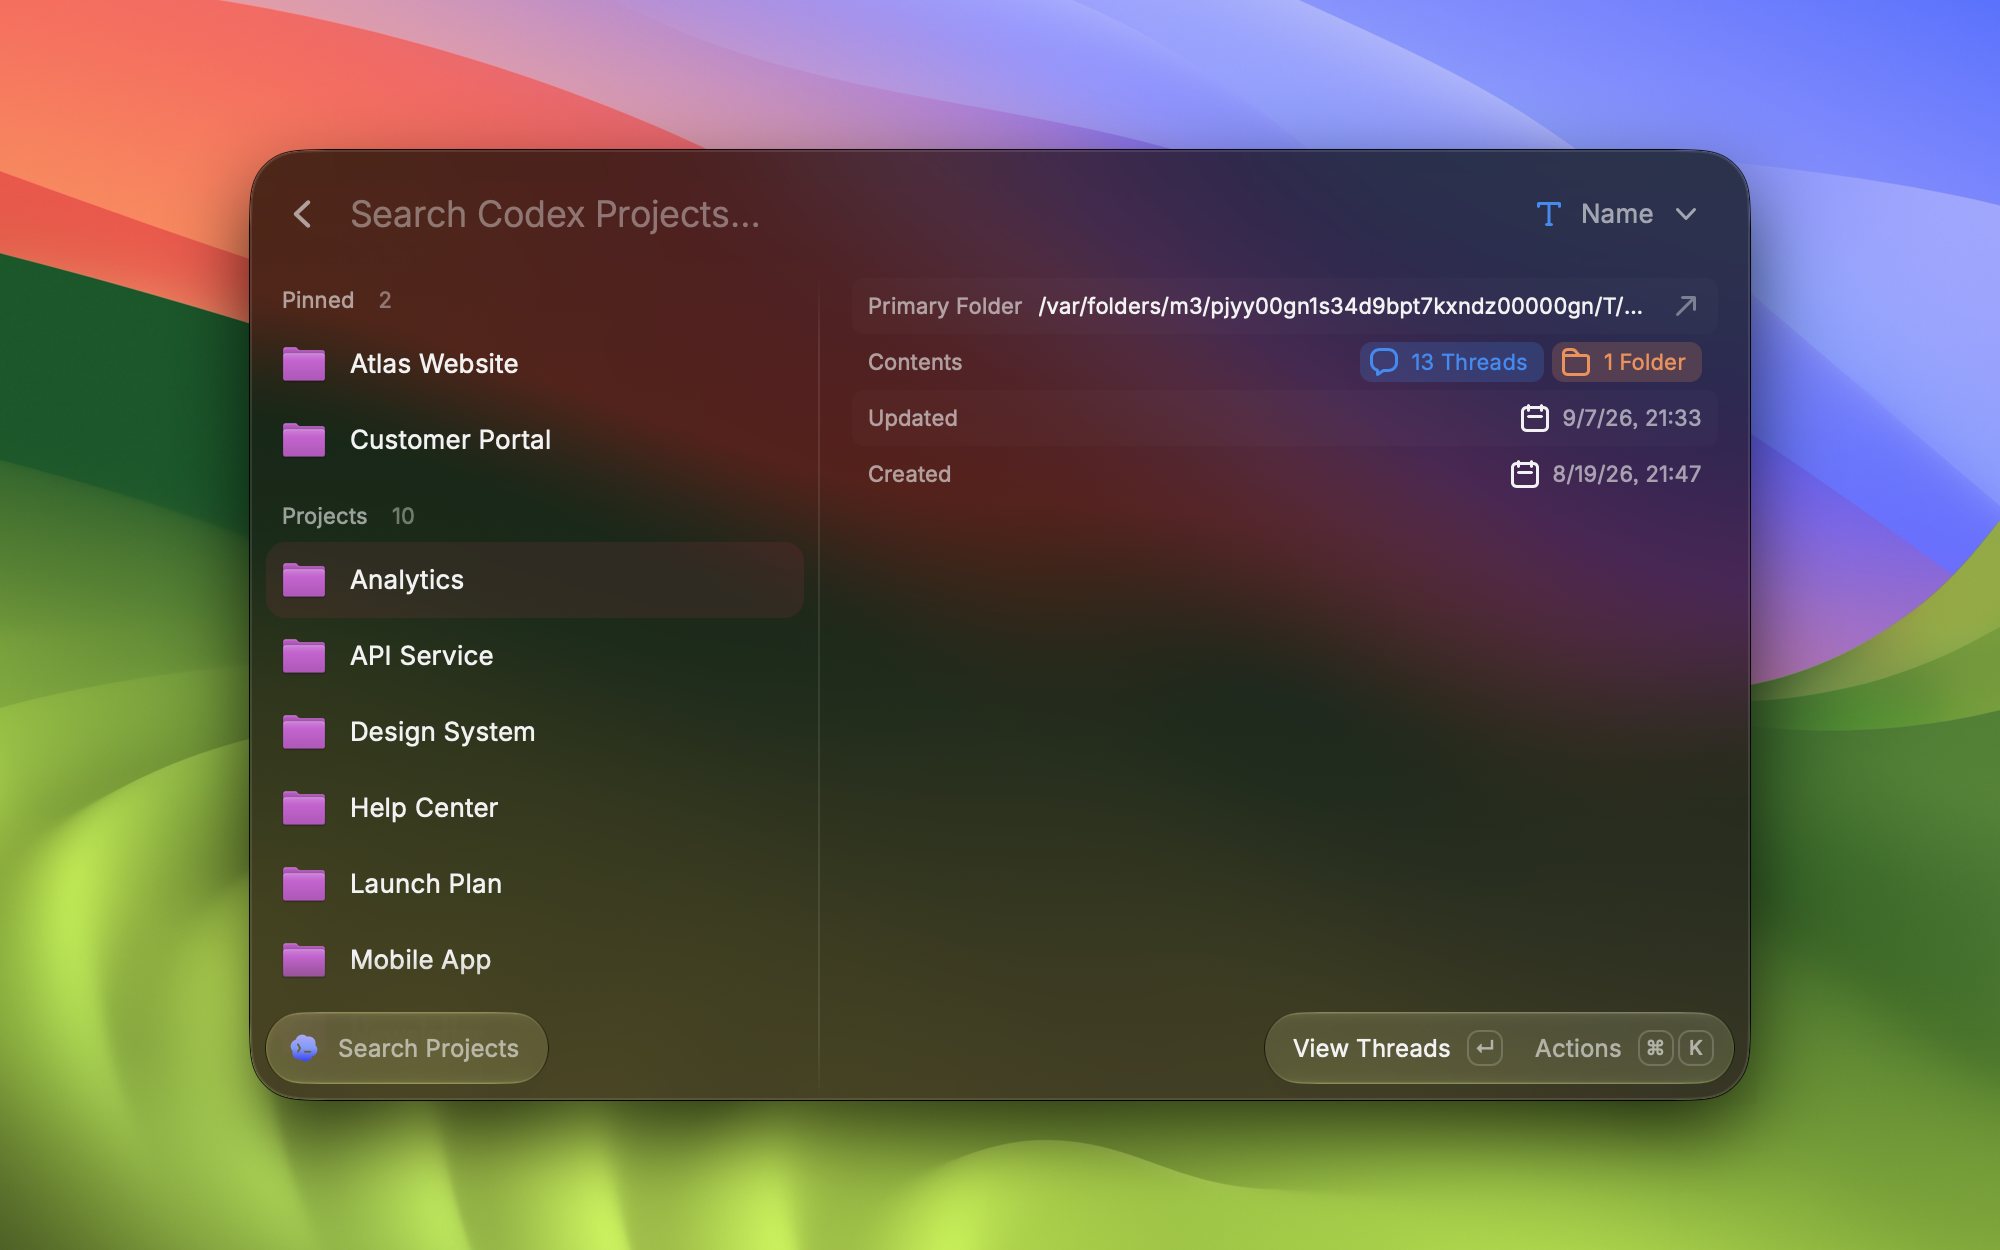 Search Codex Projects...
Name
Pinned 2
Atlas Website
Customer Portal
Projects 10
Analytics
API Service
Design System
Help Center
Launch Plan
Mobile App
Primary Folder /var/folders/m3/pjyy00gn1s34d9bpt7kxndz00000gn/T/...
Contents 13 Threads 1 Folder
Updated 9/7/26, 21:33
Created 8/19/26, 21:47
Search Projects
View Threads ↵ Actions ⌘ K